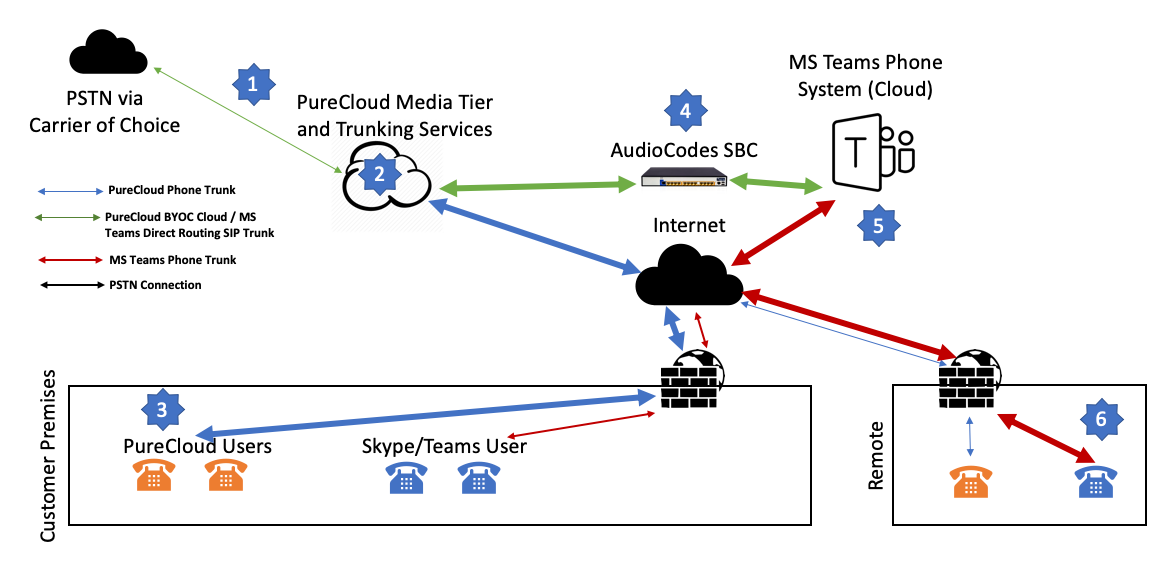 PSTN via
Carrier of Choice
1
PureCloud Media Tier
and Trunking Services
2
4
AudioCodes SBC
MS Teams Phone
System (Cloud)
T
5
PureCloud Phone Trunk
PureCloud BYOC Cloud / MS
Teams Direct Routing SIP Trunk
MS Teams Phone Trunk
PSTN Connection
Internet
Customer Premises
3
PureCloud Users
Skype/Teams User
Remote
6